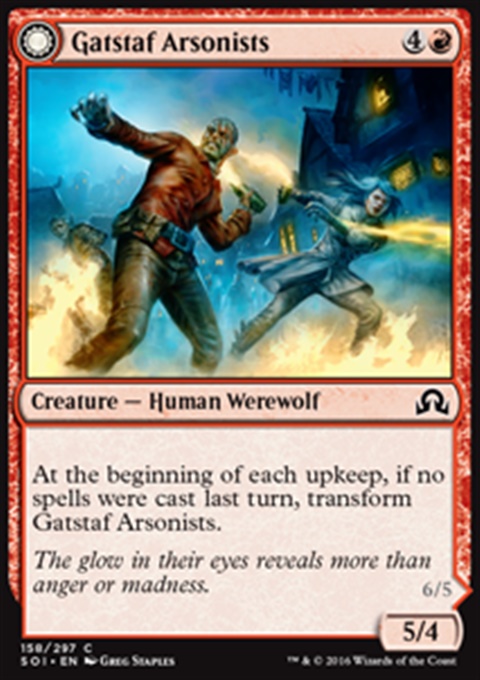 Gatstaf Arsonists 4
Creature — Human Werewolf
At the beginning of each upkeep, if no
spells were cast last turn, transform
Gatstaf Arsonists.
The glow in their eyes reveals more than
anger or madness.
6/5
5/4
158/297 C
SOI • EN Greg Staples
™ & © 2016 Wizards of the Coast